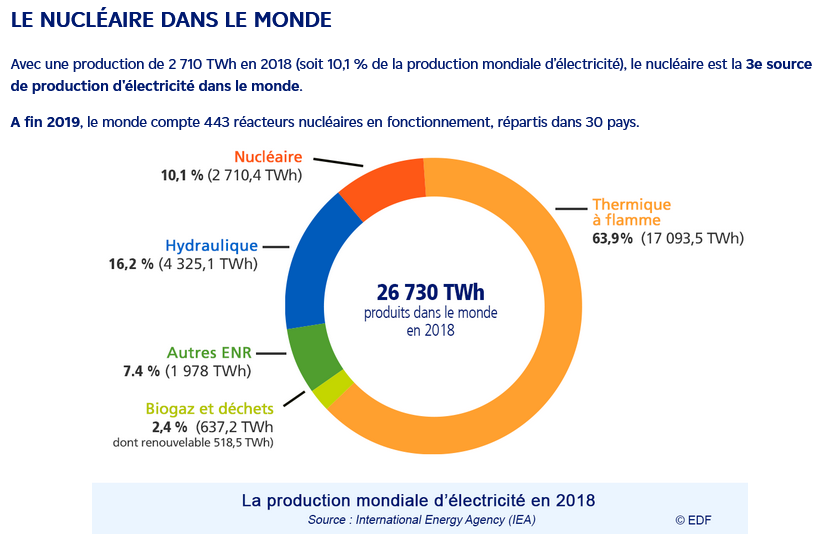 LE NUCLÉAIRE DANS LE MONDE
Avec une production de 2 710 TWh en 2018 (soit 10,1 % de la production mondiale d'électricité), le nucléaire est la 3e source
de production d'électricité dans le monde.
A fin 2019, le monde compte 443 réacteurs nucléaires en fonctionnement, répartis dans 30 pays.
Nucléaire
10,1 % (2 710,4 TWh)
Thermique
à flamme
63,9% (17 093,5 TWh)
Hydraulique
16,2 % (4 325,1 TWh)
26 730 TWh
produits dans le monde
en 2018
Autres ENR
7.4 % (1 978 TWh)
Biogaz et déchets
2,4 % (637,2 TWh
dont renouvelable 518,5 TWh)
La production mondiale d'électricité en 2018
Source : International Energy Agency (IEA)
© EDF